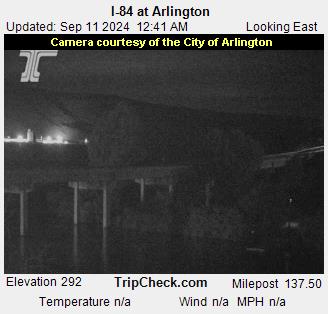 I-84 at Arlington
Updated: Sep 11 2024 12:41 AM Looking East
Camera courtesy of the City of Arlington
Elevation 292 TripCheck.com Milepost 137.50
Temperature n/a Wind n/a MPH n/a